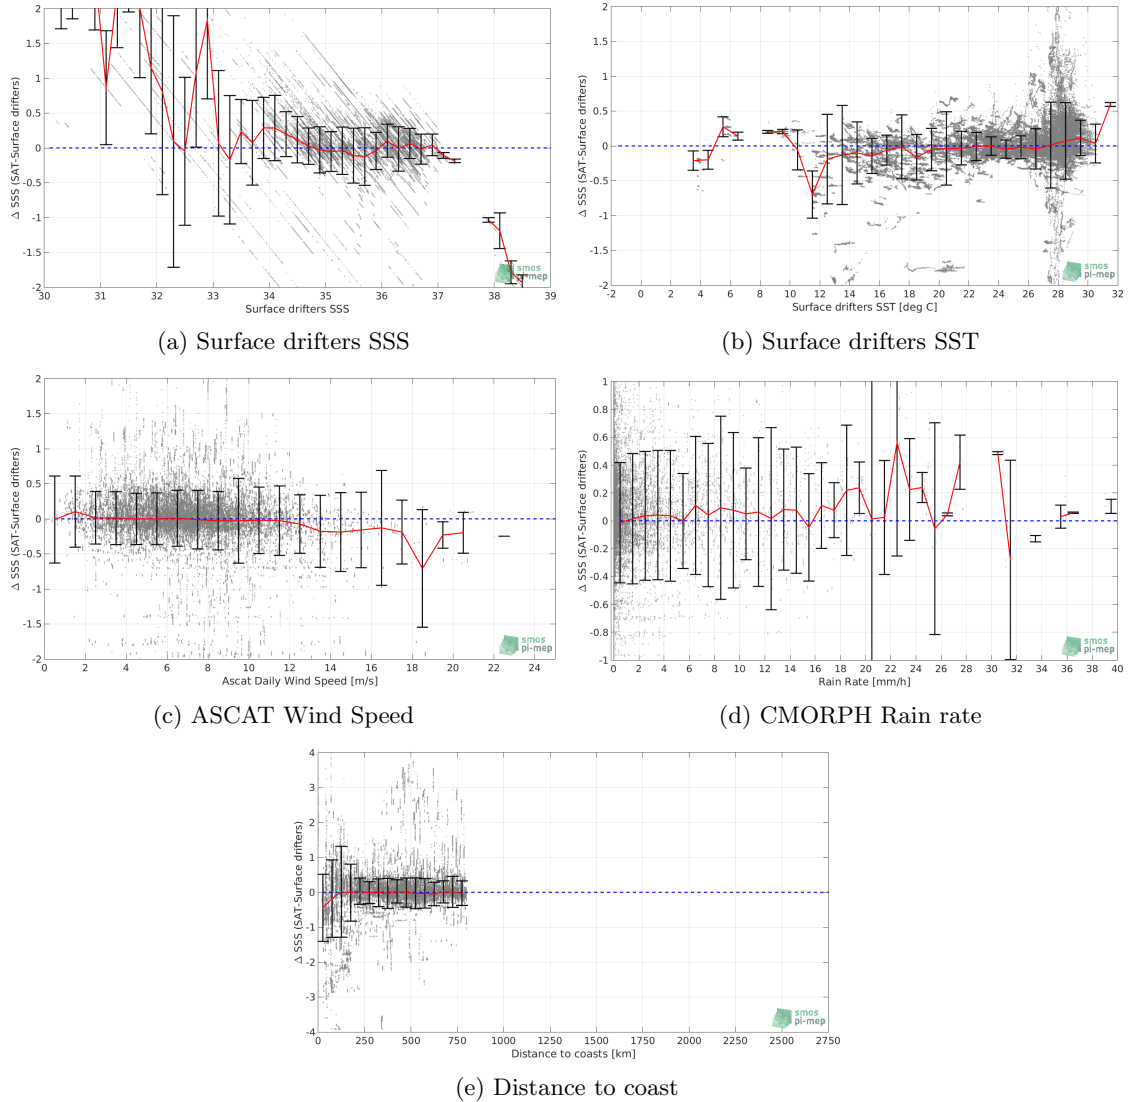 Δ SSS (SAT-Surface drifters)
2
1.5
1
0.5
0
-0.5
-1
-1.5
-2
30 31 32 33 34 35 36 37 38 39
Surface drifters SSS
smos
pi-mep
(a) Surface drifters SSS
Δ SSS (SAT-Surface drifters)
2
1.5
1
0.5
0
-0.5
-1
-1.5
-2
-2 0 2 4 6 8 10 12 14 16 18 20 22 24 26 28 30 32
Surface drifters SST [deg C]
smos
pi-mep
(b) Surface drifters SST
Δ SSS (SAT-Surface drifters)
2
1.5
1
0.5
0
-0.5
-1
-1.5
-2
0 2 4 6 8 10 12 14 16 18 20 22 24
Ascat Daily Wind Speed [m/s]
smos
pi-mep
(c) ASCAT Wind Speed
Δ SSS (SAT-Surface drifters)
1
0.8
0.6
0.4
0.2
0
-0.2
-0.4
-0.6
-0.8
-1
0 2 4 6 8 10 12 14 16 18 20 22 24 26 28 30 32 34 36 38 40
Rain Rate [mm/h]
smos
pi-mep
(d) CMORPH Rain rate
Δ SSS (SAT-Surface drifters)
4
3
2
1
0
-1
-2
-3
-4
0 250 500 750 1000 1250 1500 1750 2000 2250 2500 2750
Distance to coasts [km]
smos
pi-mep
(e) Distance to coast